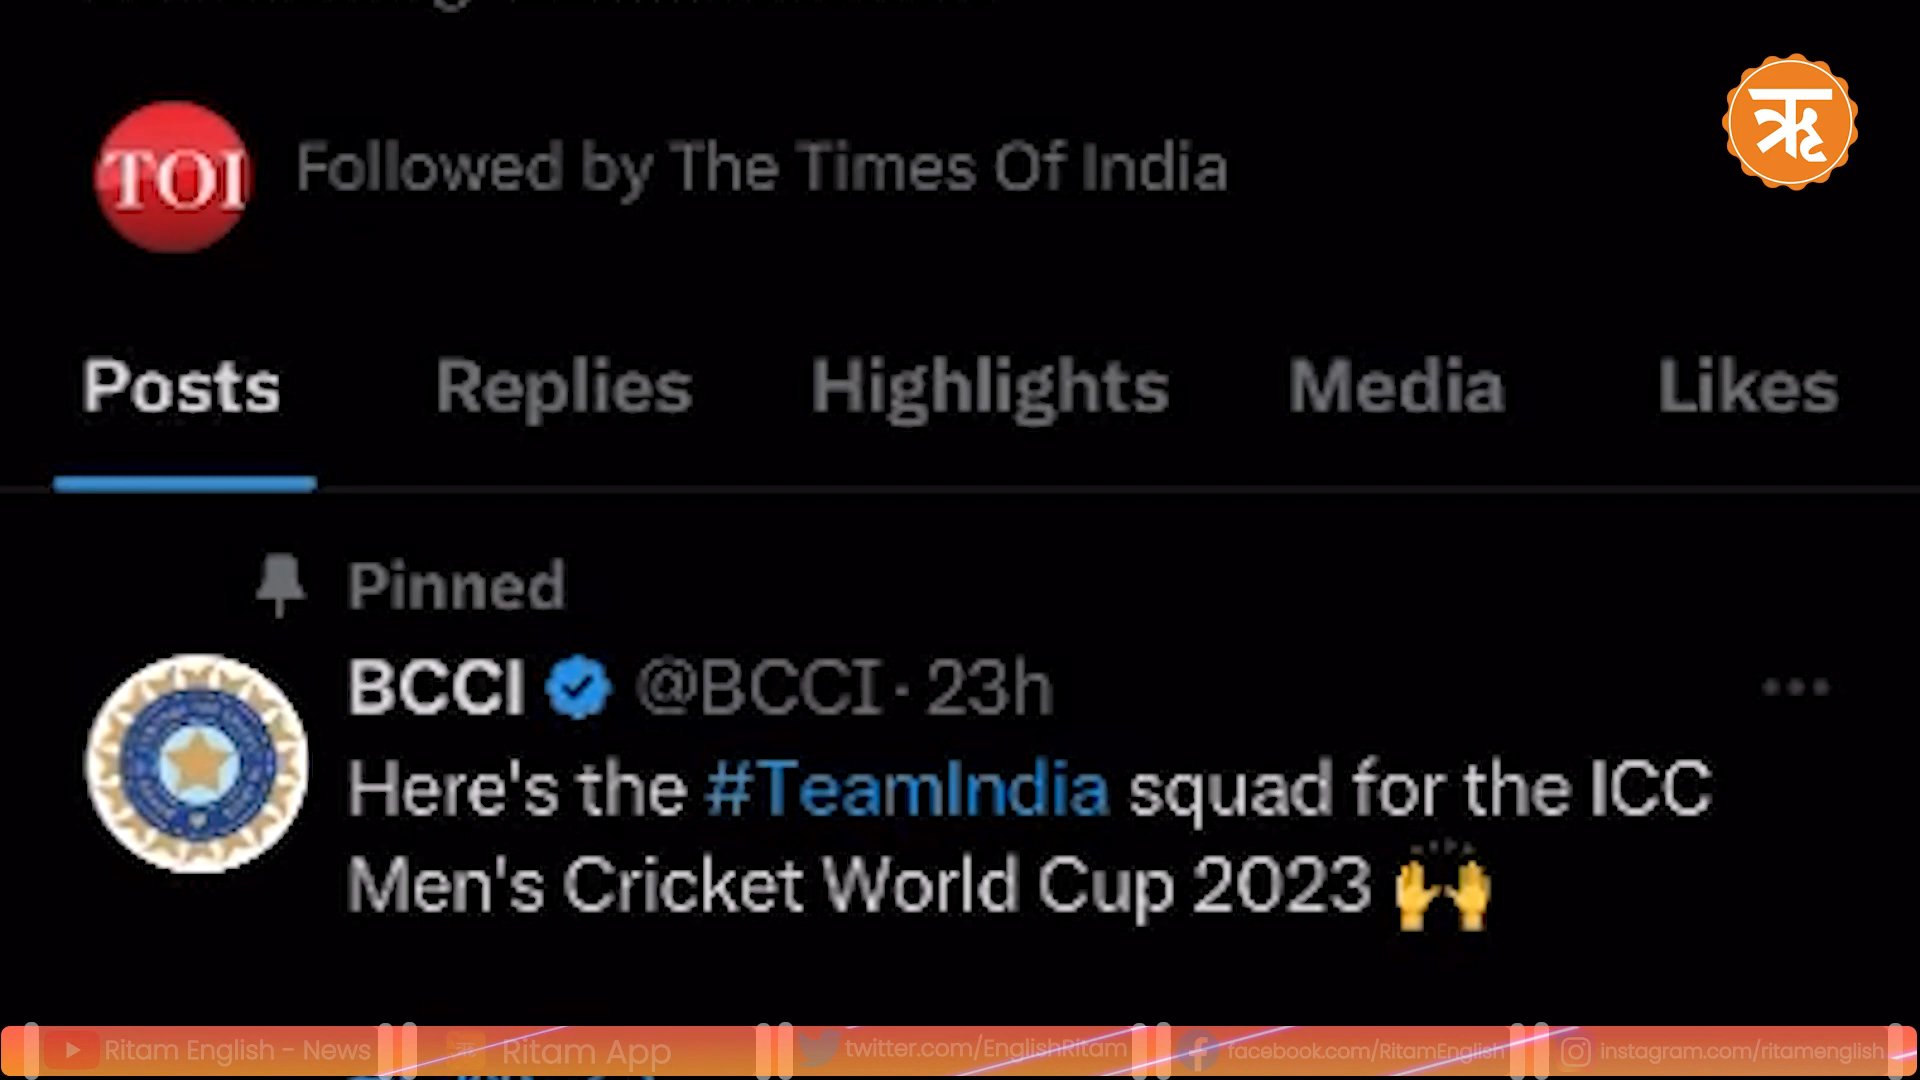 TOI Followed by The Times Of India
ऋ
Posts Replies Highlights Media Likes
Pinned
BCCI @BCCI · 23h
Here's the #TeamIndia squad for the ICC
Men's Cricket World Cup 2023 🙌
Ritam English - News Ritam App twitter.com/EnglishRitam facebook.com/RitamEnglish instagram.com/ritamenglish